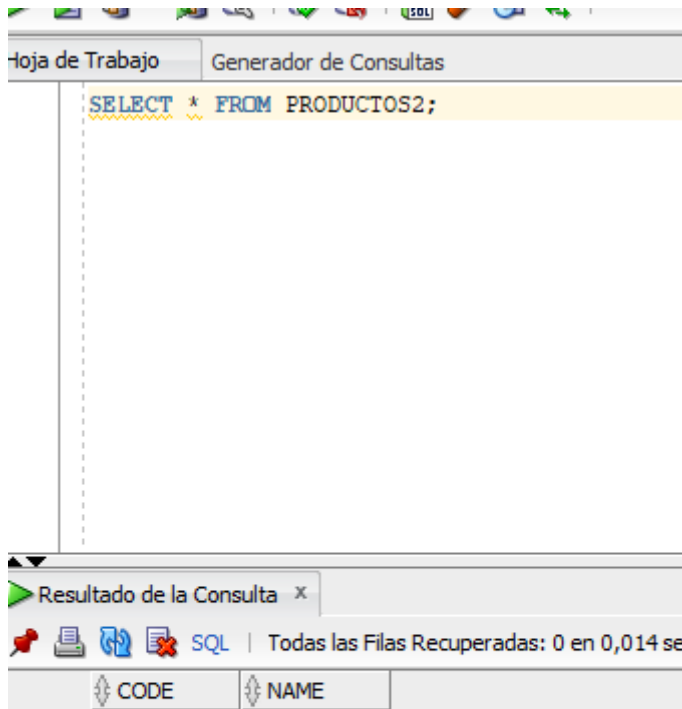 Hoja de Trabajo Generador de Consultas
SELECT * FROM PRODUCTOS2;
Resultado de la Consulta x
SQL | Todas las Filas Recuperadas: 0 en 0,014 se
CODE NAME